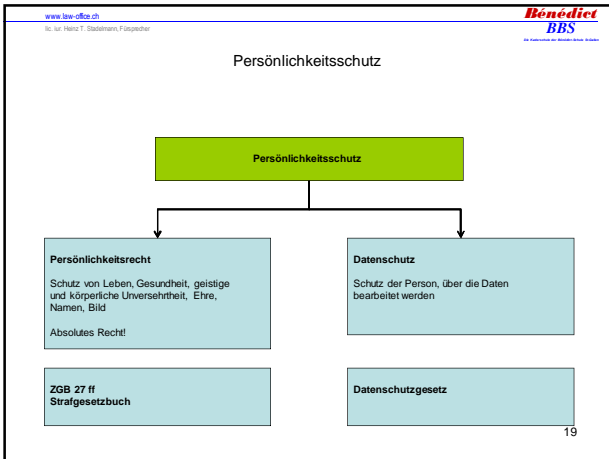 www.law-office.ch
lic. iur. Heinz T. Stadelmann, Fürsprecher
Bénédict
BBS
Persönlichkeitsschutz
Persönlichkeitsschutz
Persönlichkeitsrecht
Schutz von Leben, Gesundheit, geistige
und körperliche Unversehrtheit, Ehre,
Namen, Bild
Absolutes Recht!
Datenschutz
Schutz der Person, über die Daten
bearbeitet werden
ZGB 27 ff
Strafgesetzbuch
Datenschutzgesetz
19